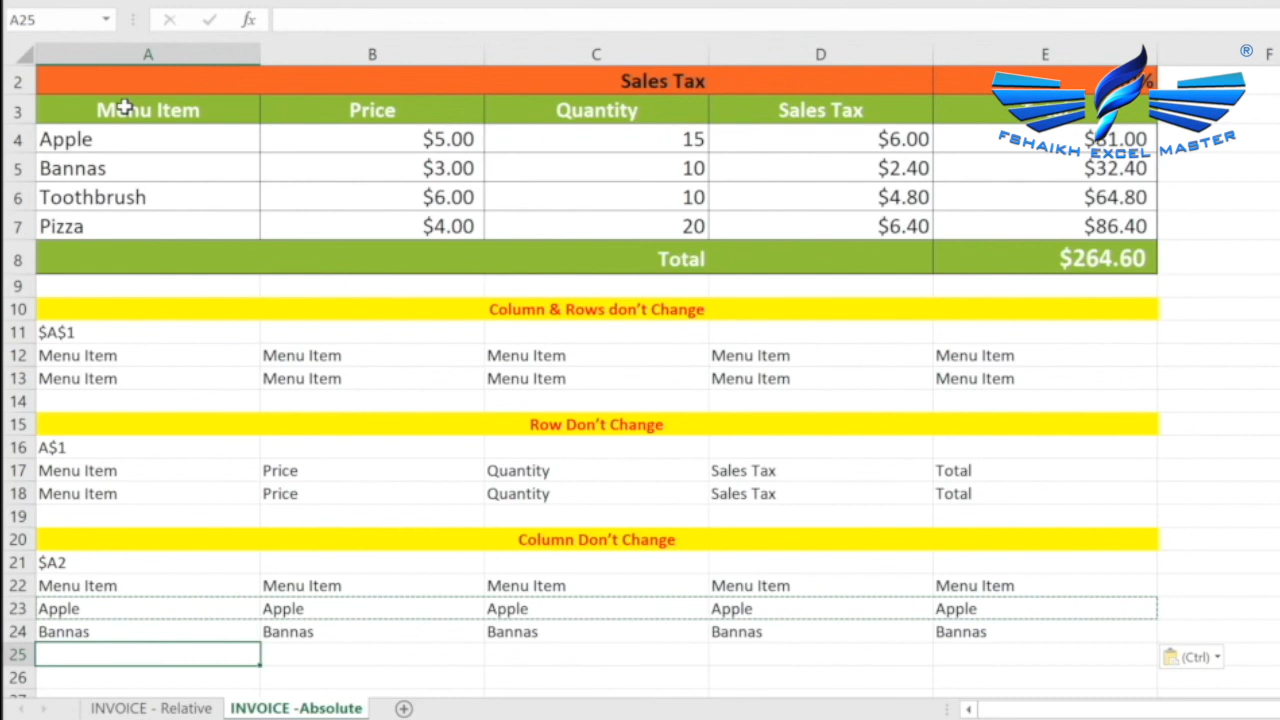 A25 fx
A B C D E F
2 Sales Tax %
3 Menu Item Price Quantity Sales Tax
4 Apple $5.00 15 $6.00 $81.00
5 Bannas $3.00 10 $2.40 $32.40
6 Toothbrush $6.00 10 $4.80 $64.80
7 Pizza $4.00 20 $6.40 $86.40
8 Total $264.60
®
FSHAIKH EXCEL MASTER
9
10 Column & Rows don't Change
11 $A$1
12 Menu Item Menu Item Menu Item Menu Item Menu Item
13 Menu Item Menu Item Menu Item Menu Item Menu Item
14
15 Row Don't Change
16 A$1
17 Menu Item Price Quantity Sales Tax Total
18 Menu Item Price Quantity Sales Tax Total
19
20 Column Don't Change
21 $A2
22 Menu Item Menu Item Menu Item Menu Item Menu Item
23 Apple Apple Apple Apple Apple
24 Bannas Bannas Bannas Bannas Bannas
25 (Ctrl)
26
INVOICE - Relative INVOICE -Absolute